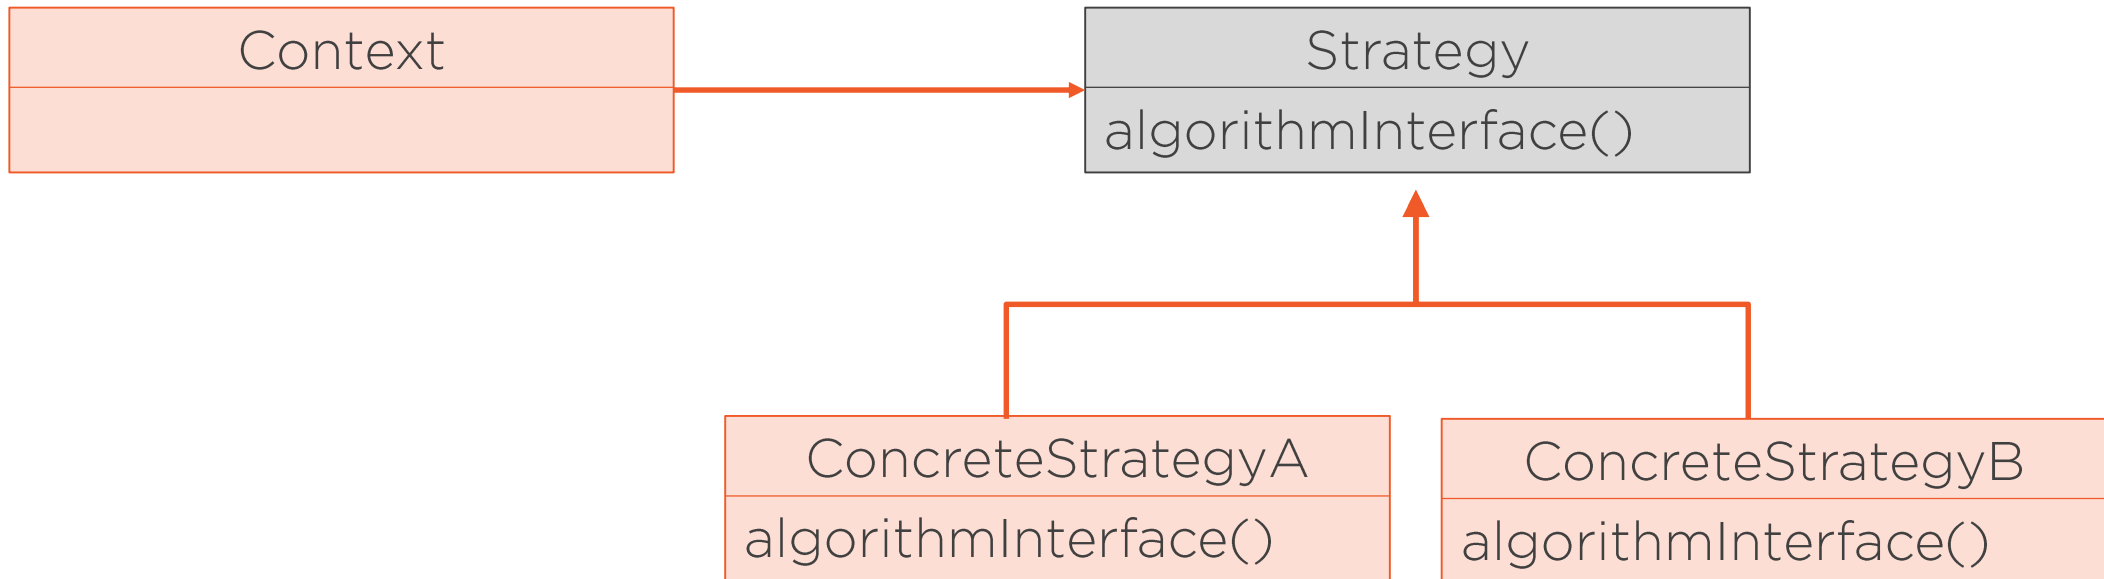 Context
Strategy
algorithmInterface()
ConcreteStrategyA
algorithmInterface()
ConcreteStrategyB
algorithmInterface()